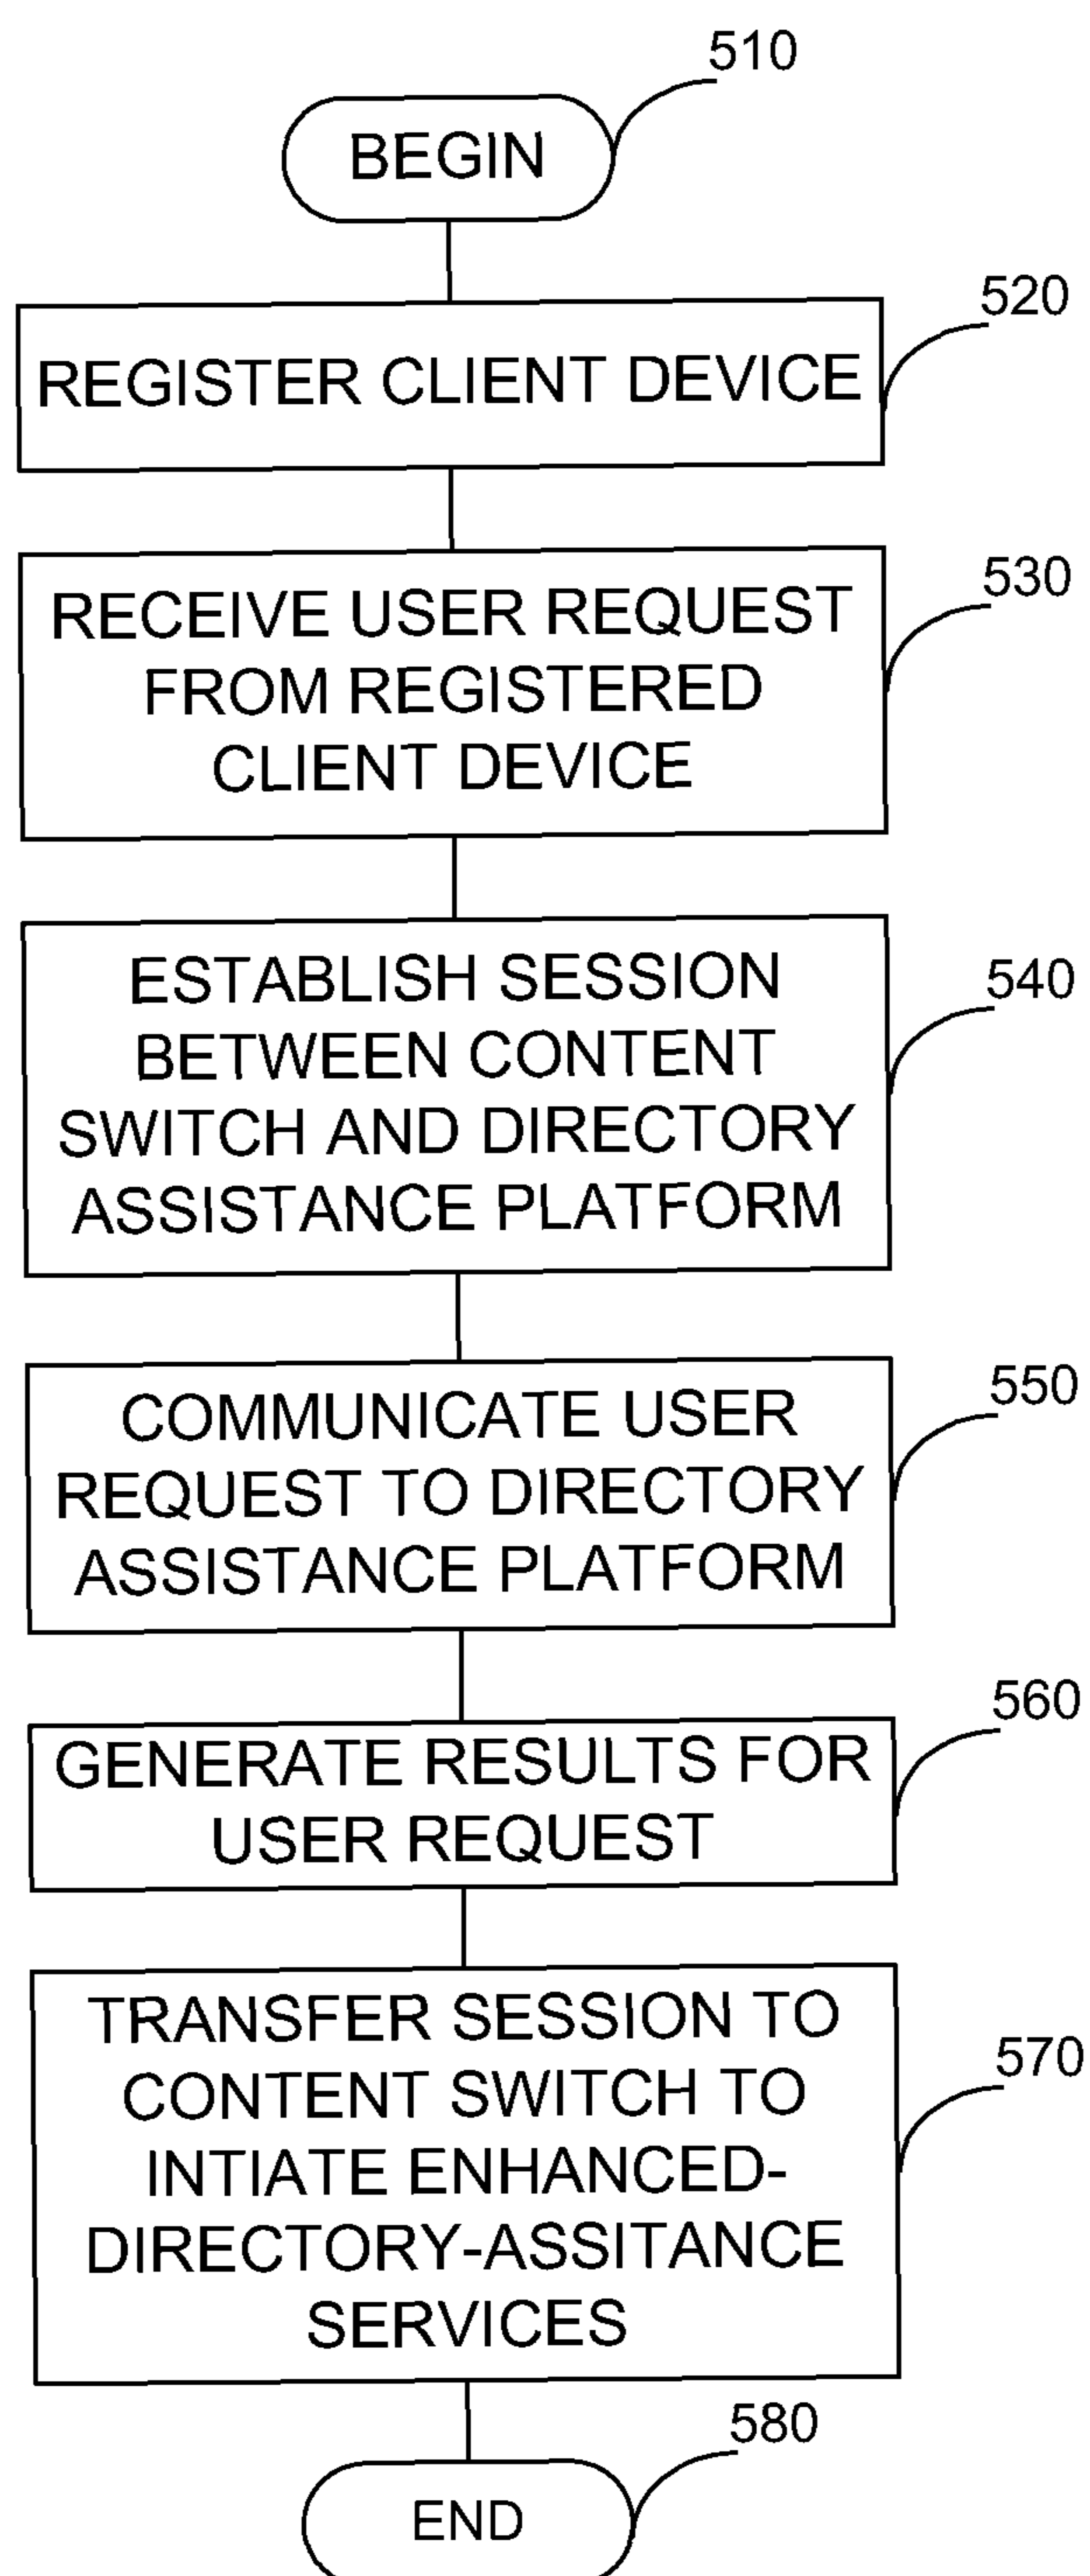 510
BEGIN
520
REGISTER CLIENT DEVICE
530
RECEIVE USER REQUEST
FROM REGISTERED
CLIENT DEVICE
540
ESTABLISH SESSION
BETWEEN CONTENT
SWITCH AND DIRECTORY
ASSISTANCE PLATFORM
550
COMMUNICATE USER
REQUEST TO DIRECTORY
ASSISTANCE PLATFORM
560
GENERATE RESULTS FOR
USER REQUEST
570
TRANSFER SESSION TO
CONTENT SWITCH TO
INTIATE ENHANCED-
DIRECTORY-ASSITANCE
SERVICES
580
END